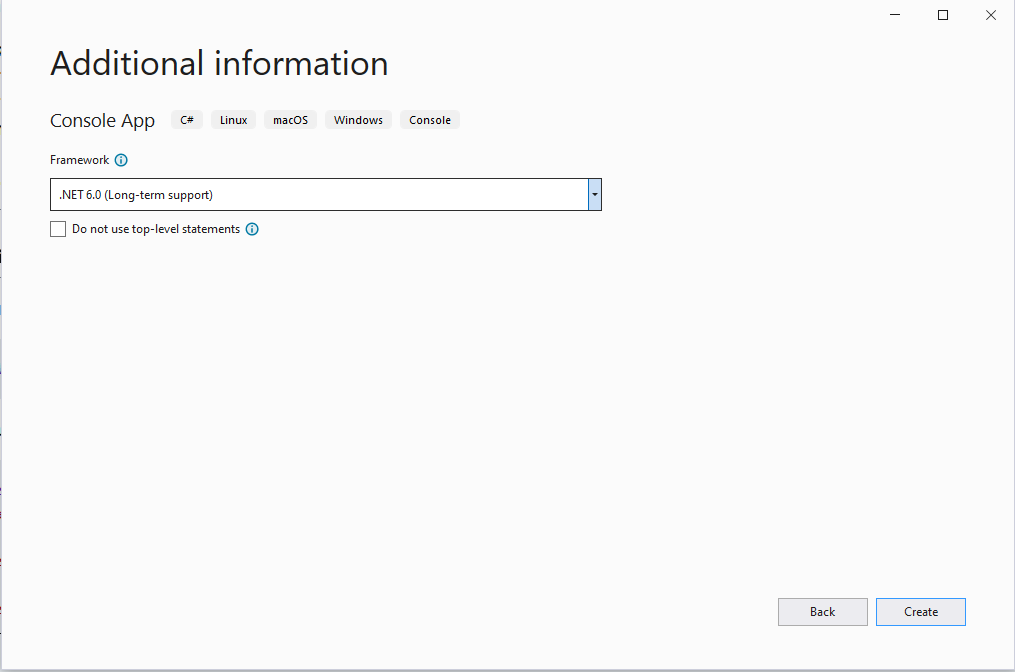 Additional information
Console App C# Linux macOS Windows Console
Framework
.NET 6.0 (Long-term support)
Do not use top-level statements
Back Create